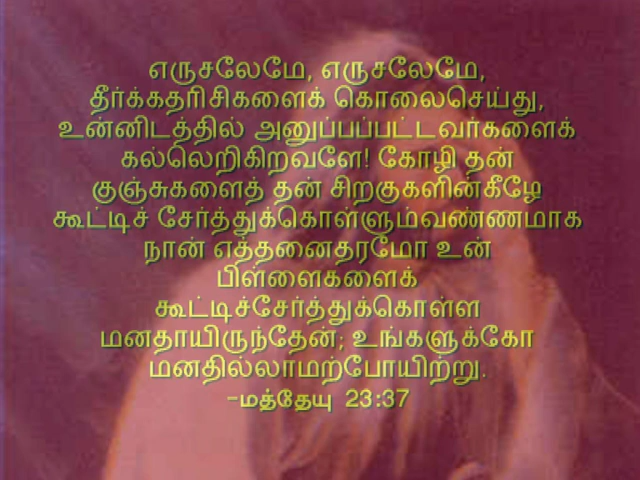 எருசலேமே, எருசலேமே,
தீர்க்கதரிசிகளைக் கொலைசெய்து,
உன்னிடத்தில் அனுப்பப்பட்டவர்களைக்
கல்லெறிகிறவளே! கோழி தன்
குஞ்சுகளைத் தன் சிறகுகளின்கீழே
கூட்டிச் சேர்த்துக்கொள்ளும்வண்ணமாக
நான் எத்தனைதரமோ உன்
பிள்ளைகளைக்
கூட்டிச்சேர்த்துக்கொள்ள
மனதாயிருந்தேன்; உங்களுக்கோ
மனதில்லாமற்போயிற்று.
-மத்தேயு 23:37